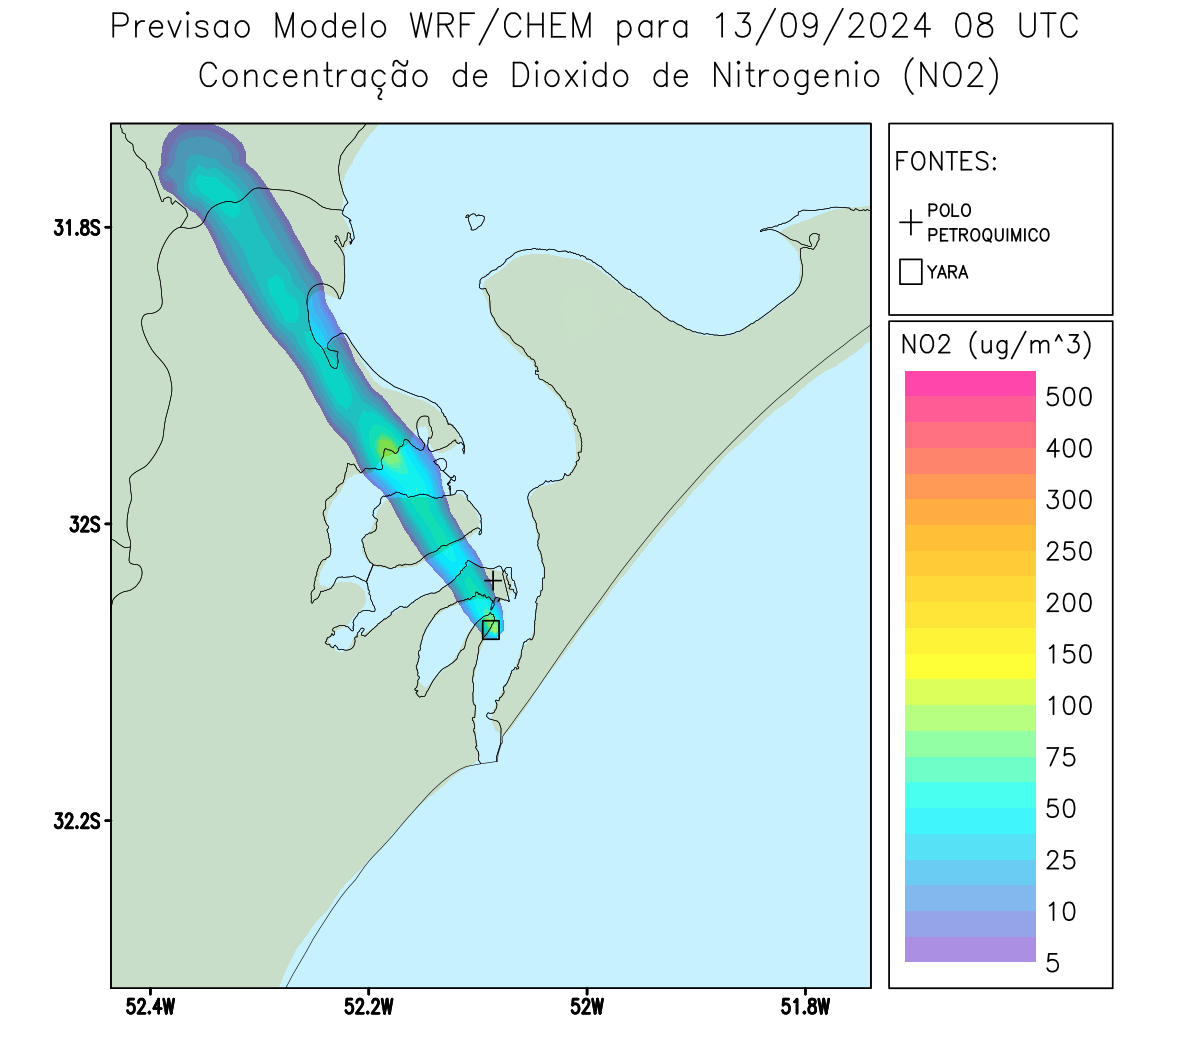 Previsao Modelo WRF/CHEM para 13/09/2024 08 UTC
Concentração de Dioxido de Nitrogenio (NO2)
FONTES:
POLO
PETROQUIMICO
YARA
NO2 (ug/m^3)
500
400
300
250
200
150
100
75
50
25
10
5
31.8S
32S
32.2S
52.4W
52.2W
52W
51.8W